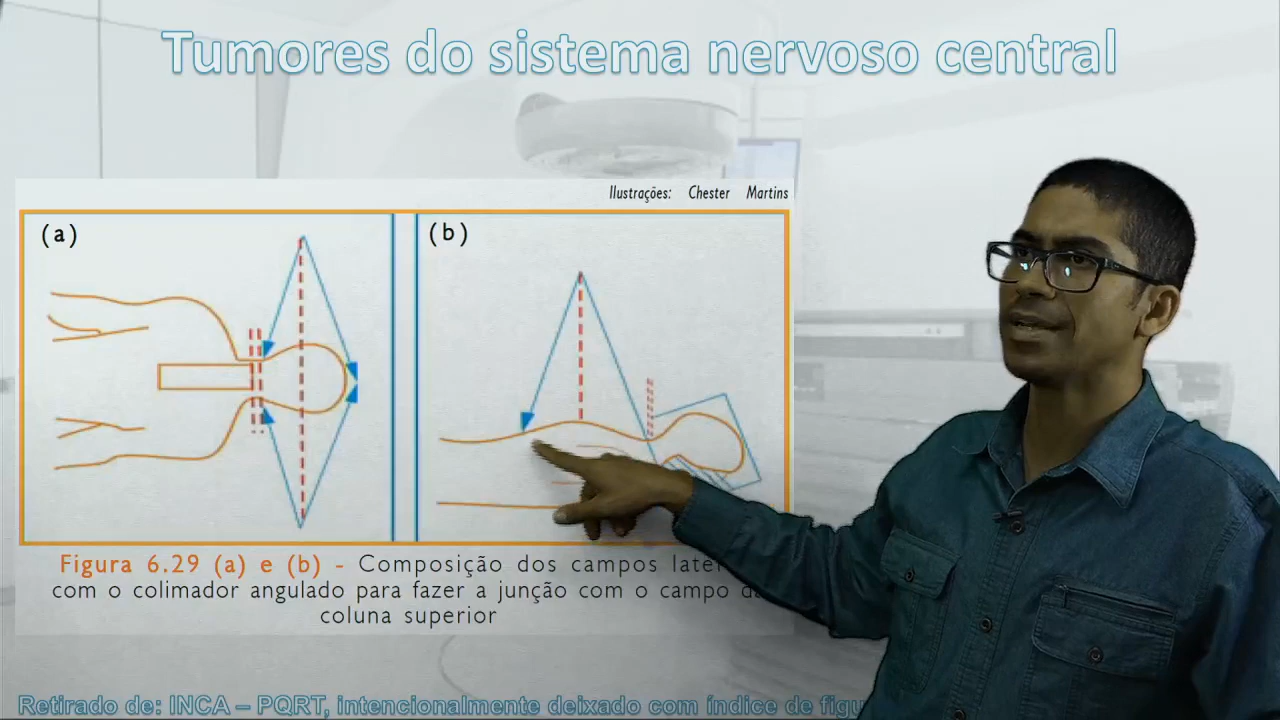 Tumores do sistema nervoso central
Ilustrações: Chester Martins
(a)
(b)
Figura 6.29 (a) e (b) - Composição dos campos
com o colimador angulado para fazer a junção com o campo
coluna superior
Retirado de: INCA – PQRT, intencionalmente deixado com índice de